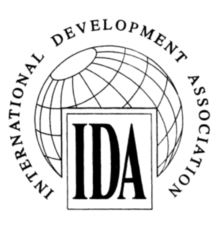 INTERNATIONAL DEVELOPMENT ASSOCIATION
IDA